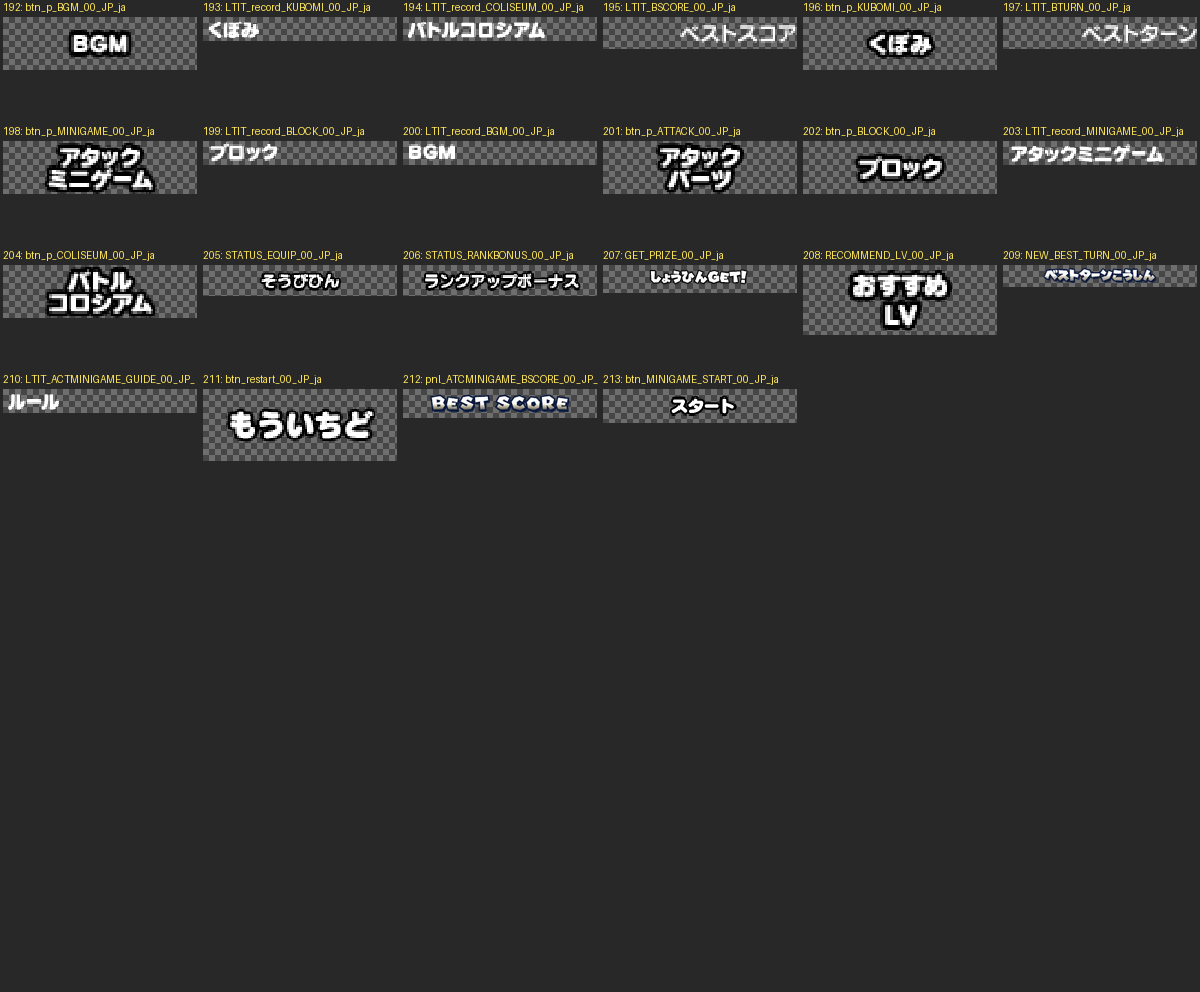 192: btn_p_BGM_00_JP_ja
193: LTIT_record_KUBOMI_00_JP_ja
194: LTIT_record_COLISEUM_00_JP_ja
195: LTIT_BSCORE_00_JP_ja
196: btn_p_KUBOMI_00_JP_ja
197: LTIT_BTURN_00_JP_ja
BGM
くぼみ
バトルコロシアム
ベストスコア
くぼみ
ベストターン
198: btn_p_MINIGAME_00_JP_ja
199: LTIT_record_BLOCK_00_JP_ja
200: LTIT_record_BGM_00_JP_ja
201: btn_p_ATTACK_00_JP_ja
202: btn_p_BLOCK_00_JP_ja
203: LTIT_record_MINIGAME_00_JP_ja
アタック
ミニゲーム
ブロック
BGM
アタック
パーツ
ブロック
アタックミニゲーム
204: btn_p_COLISEUM_00_JP_ja
205: STATUS_EQUIP_00_JP_ja
206: STATUS_RANKBONUS_00_JP_ja
207: GET_PRIZE_00_JP_ja
208: RECOMMEND_LV_00_JP_ja
209: NEW_BEST_TURN_00_JP_ja
バトル
コロシアム
そうびひん
ランクアップボーナス
しょうひんGET!
おすすめ
LV
ベストターンこうしん
210: LTIT_ACTMINIGAME_GUIDE_00_JP_
211: btn_restart_00_JP_ja
212: pnl_ATCMINIGAME_BSCORE_00_JP_
213: btn_MINIGAME_START_00_JP_ja
ルール
もういちど
BEST SCORE
スタート